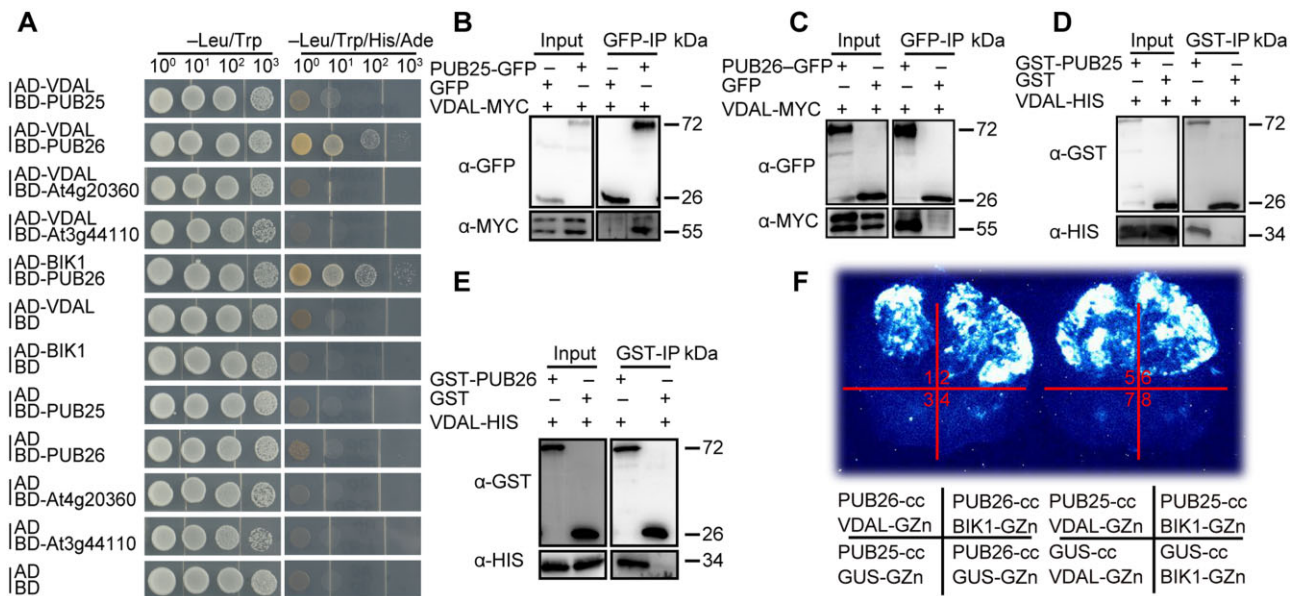 A
–Leu/Trp
–Leu/Trp/His/Ade
10⁰ 10¹ 10² 10³
10⁰ 10¹ 10² 10³
AD-VDAL
BD-PUB25
AD-VDAL
BD-PUB26
AD-VDAL
BD-At4g20360
AD-VDAL
BD-At3g44110
AD-BIK1
BD-PUB26
AD-VDAL
BD
AD-BIK1
BD
AD
BD-PUB25
AD
BD-PUB26
AD
BD-At4g20360
AD
BD-At3g44110
AD
BD
B
Input GFP-IP kDa
PUB25-GFP – + – +
GFP + – + –
VDAL-MYC + + + +
α-GFP
72
26
α-MYC
55
C
Input GFP-IP kDa
PUB26–GFP + – + –
GFP – + – +
VDAL-MYC + + + +
α-GFP
72
26
α-MYC
55
D
Input GST-IP kDa
GST-PUB25 + – + –
GST – + – +
VDAL-HIS + + + +
α-GST
72
26
α-HIS
34
E
Input GST-IP kDa
GST-PUB26 + – + –
GST – + – +
VDAL-HIS + + + +
α-GST
72
26
α-HIS
34
F
1 2 5 6
3 4 7 8
PUB26-cc PUB26-cc PUB25-cc PUB25-cc
VDAL-GZn BIK1-GZn VDAL-GZn BIK1-GZn
PUB25-cc PUB26-cc GUS-cc GUS-cc
GUS-GZn GUS-GZn VDAL-GZn BIK1-GZn